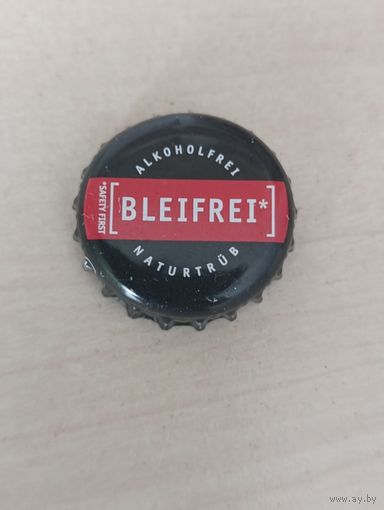 ALKOHOLFREI
*SAFETY FIRST
[BLEIFREI*]
NATURTRÜB
www.ay.by